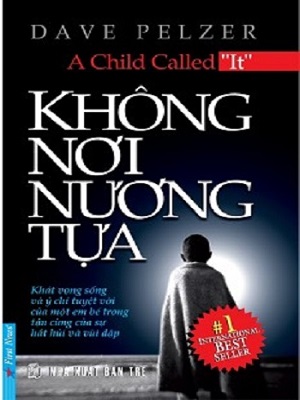 DAVE PELZER
A Child Called "It"
KHÔNG
NƠI
NƯƠNG
TỰA
Khát vọng sống
và ý chí tuyệt vời
của một em bé trong
tận cùng của sự
hắt hủi và vùi dập
#1
INTERNATIONAL
BEST
SELLER
First News
NHÀ XUẤT BẢN TRẺ